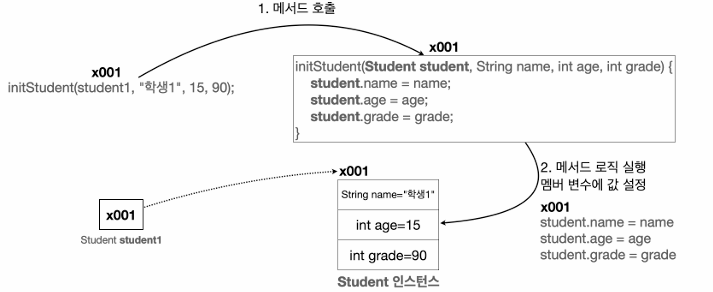 1. 메서드 호출
x001
initStudent(student1, "학생1", 15, 90);
x001
initStudent(Student student, String name, int age, int grade) {
student.name = name;
student.age = age;
student.grade = grade;
}
2. 메서드 로직 실행
멤버 변수에 값 설정
x001
student.name = name
student.age = age
student.grade = grade
x001
Student student1
x001
String name="학생1"
int age=15
int grade=90
Student 인스턴스